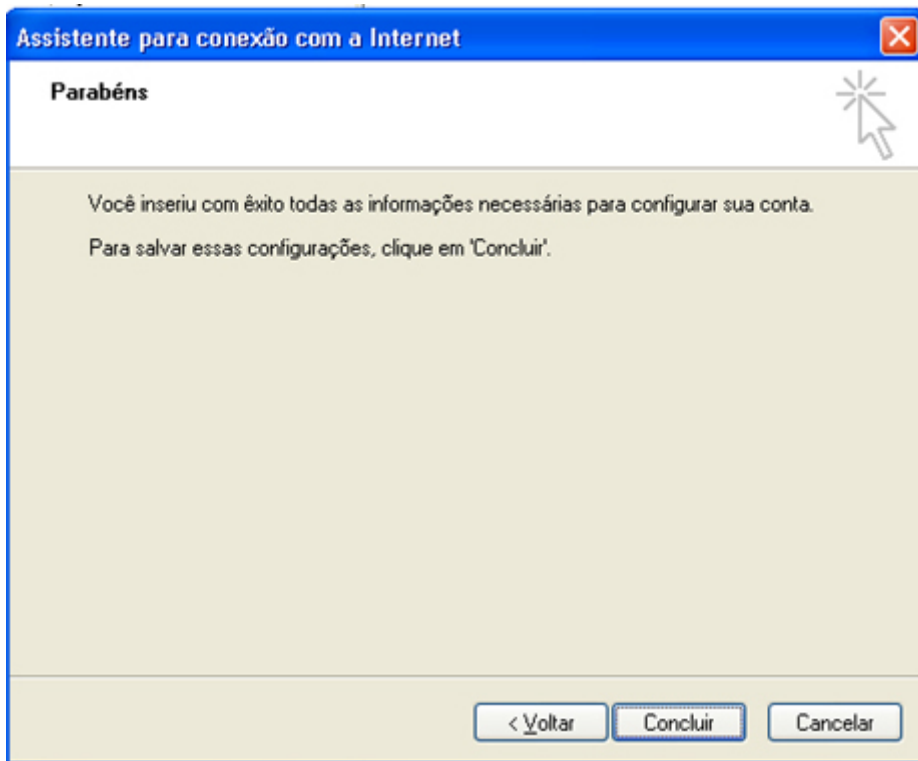 Assistente para conexão com a Internet
Parabéns
Você inseriu com êxito todas as informações necessárias para configurar sua conta.
Para salvar essas configurações, clique em 'Concluir'.
< Voltar
Concluir
Cancelar